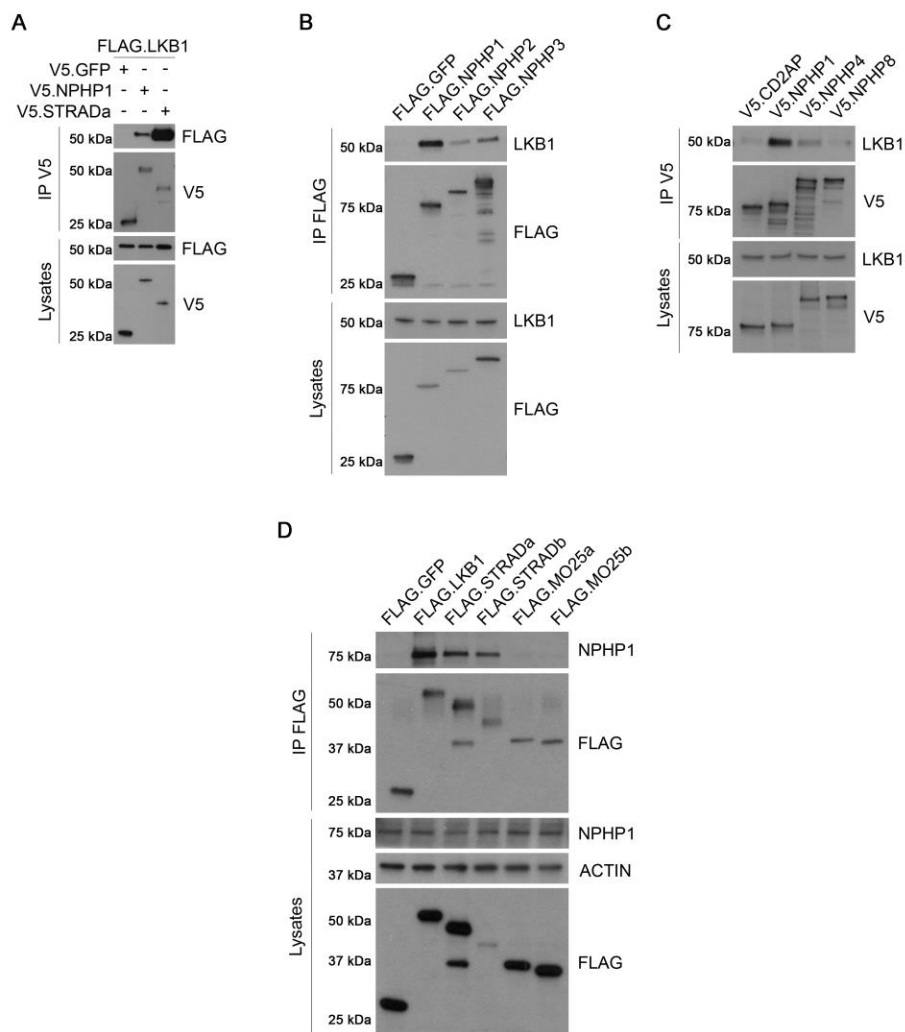 A
FLAG.LKB1
V5.GFP + - -
V5.NPHP1 - + -
V5.STRADa - - +
IP V5
50 kDa FLAG
50 kDa
V5
25 kDa
Lysates
FLAG
50 kDa
50 kDa
V5
25 kDa
B
FLAG.GFP
FLAG.NPHP1
FLAG.NPHP2
FLAG.NPHP3
IP FLAG
50 kDa LKB1
75 kDa
FLAG
25 kDa
Lysates
50 kDa LKB1
75 kDa
FLAG
25 kDa
C
V5.CD2AP
V5.NPHP1
V5.NPHP4
V5.NPHP8
IP V5
50 kDa LKB1
V5
75 kDa
Lysates
50 kDa LKB1
V5
75 kDa
D
FLAG.GFP
FLAG.LKB1
FLAG.STRADa
FLAG.STRADb
FLAG.MO25a
FLAG.MO25b
IP FLAG
75 kDa NPHP1
50 kDa
37 kDa FLAG
25 kDa
Lysates
75 kDa NPHP1
37 kDa ACTIN
50 kDa
37 kDa FLAG
25 kDa